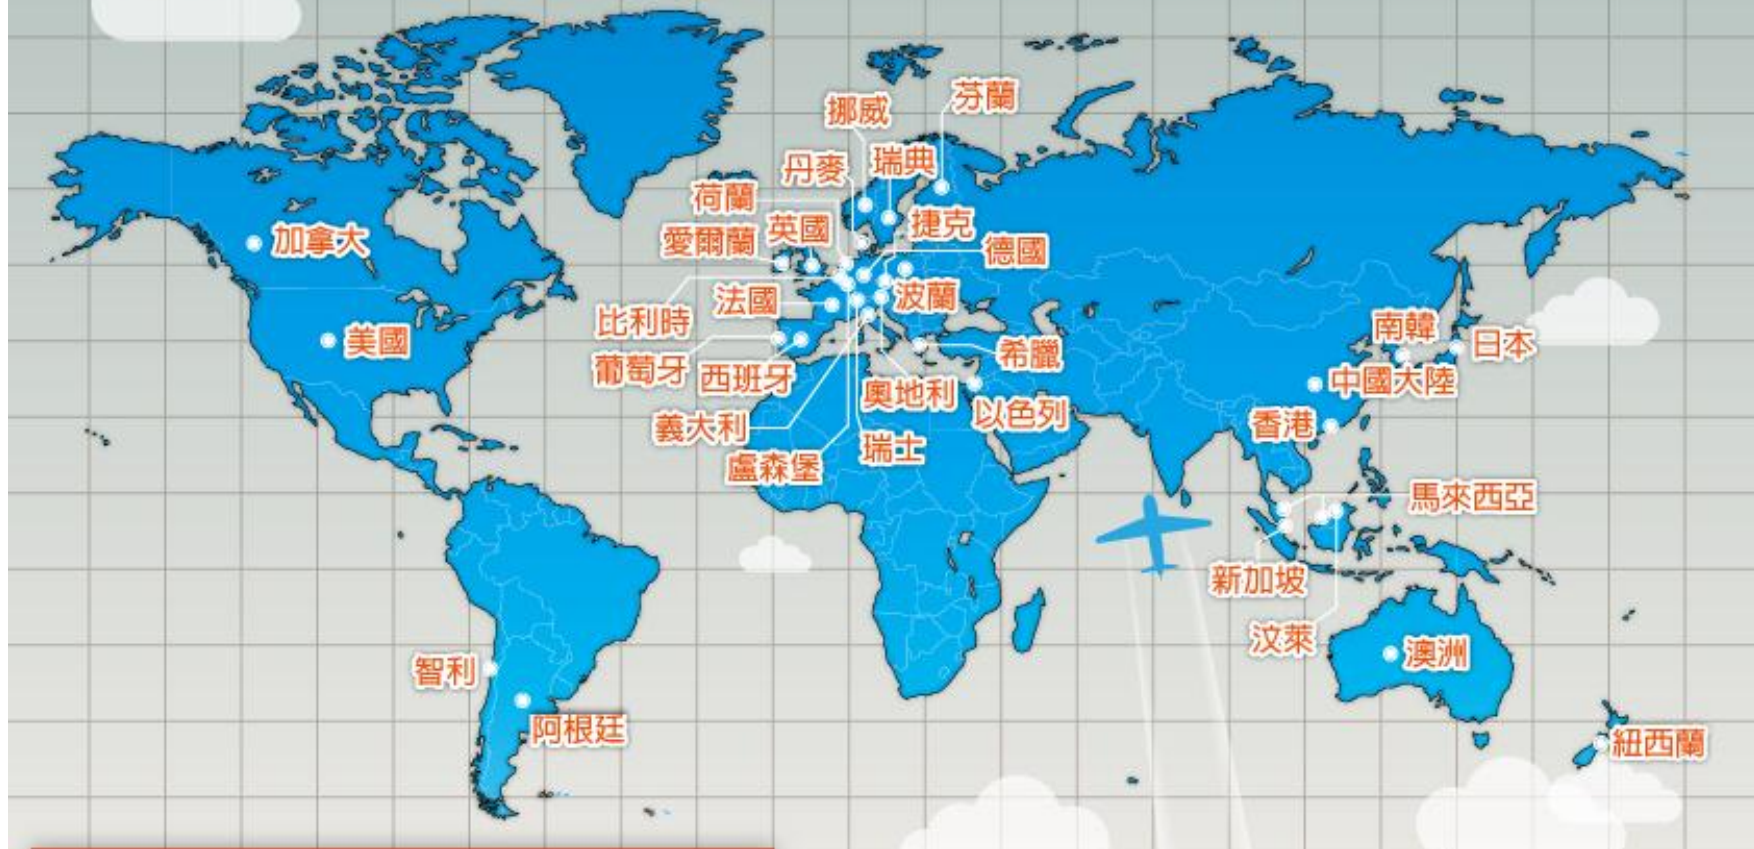 芬蘭
挪威
瑞典
丹麥
荷蘭
英國
捷克
愛爾蘭
德國
加拿大
波蘭
法國
比利時
美國
葡萄牙
西班牙
希臘
奧地利
以色列
義大利
瑞士
盧森堡
南韓
日本
中國大陸
香港
馬來西亞
新加坡
汶萊
澳洲
智利
阿根廷
紐西蘭